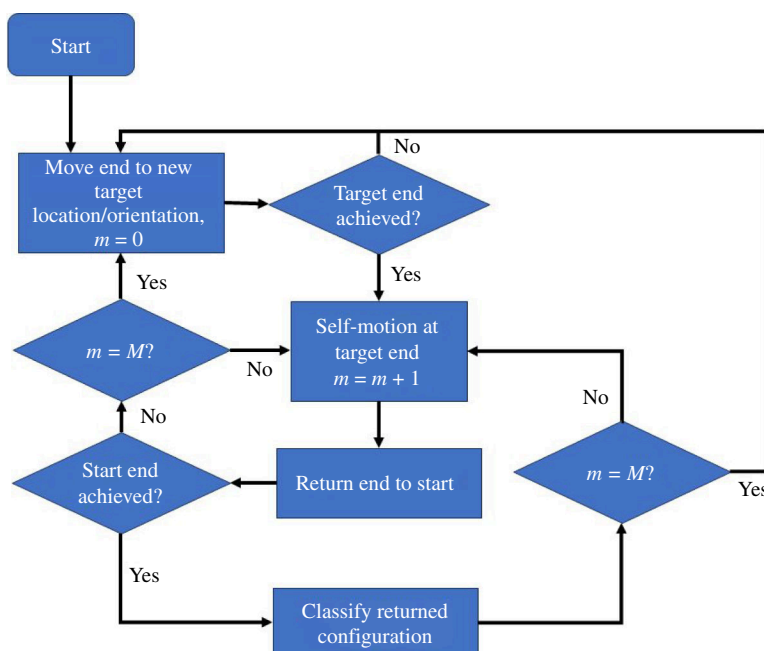 Start
No
Move end to new
target
location/orientation,
m = 0
Target end
achieved?
Yes
Yes
Self-motion at
target end
m = m + 1
m = M?
No
No
No
Start end
achieved?
Return end to start
m = M?
Yes
Yes
Classify returned
configuration